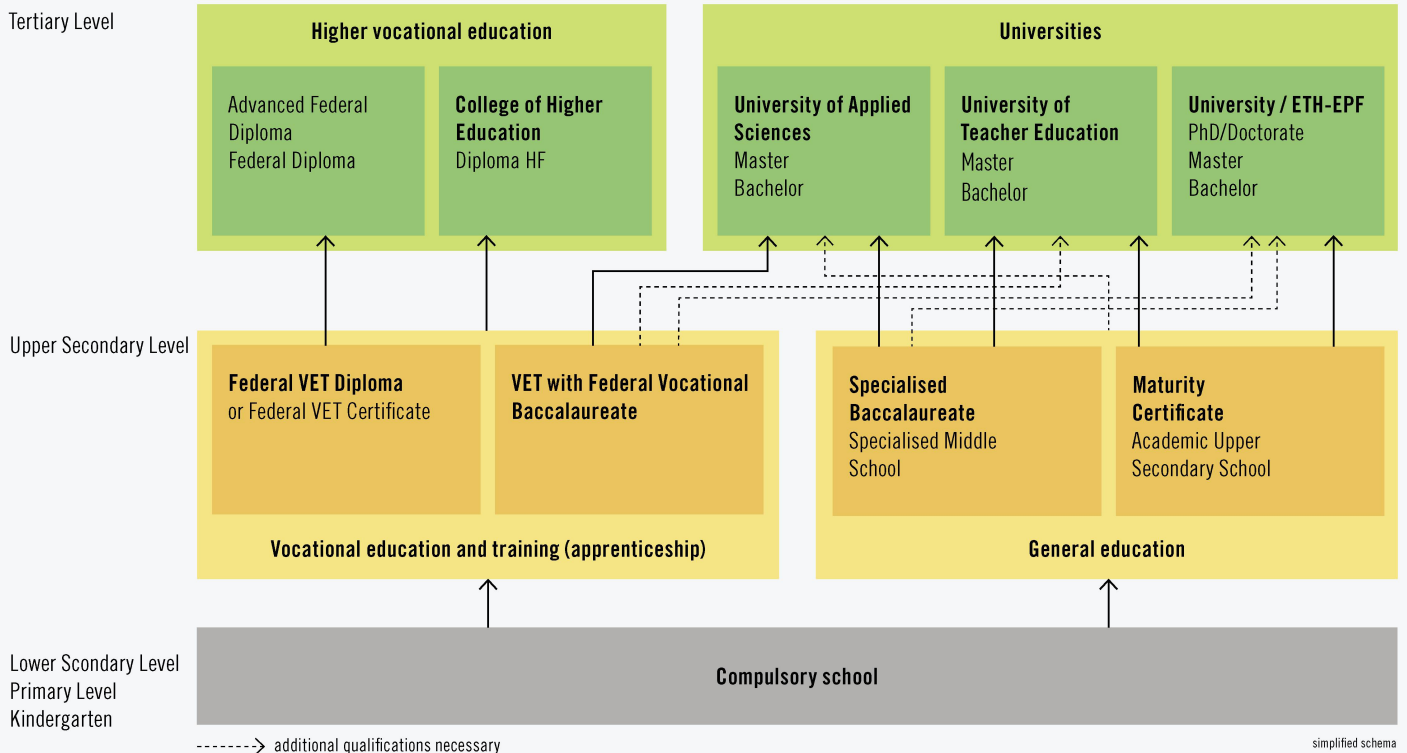 Tertiary Level
Higher vocational education
Universities
Advanced Federal
Diploma
Federal Diploma
College of Higher
Education
Diploma HF
University of Applied
Sciences
Master
Bachelor
University of
Teacher Education
Master
Bachelor
University / ETH-EPF
PhD/Doctorate
Master
Bachelor
Upper Secondary Level
Federal VET Diploma
or Federal VET Certificate
VET with Federal Vocational
Baccalaureate
Specialised
Baccalaureate
Specialised Middle
School
Maturity
Certificate
Academic Upper
Secondary School
Vocational education and training (apprenticeship)
General education
Lower Scondary Level
Primary Level
Kindergarten
Compulsory school
additional qualifications necessary
simplified schema